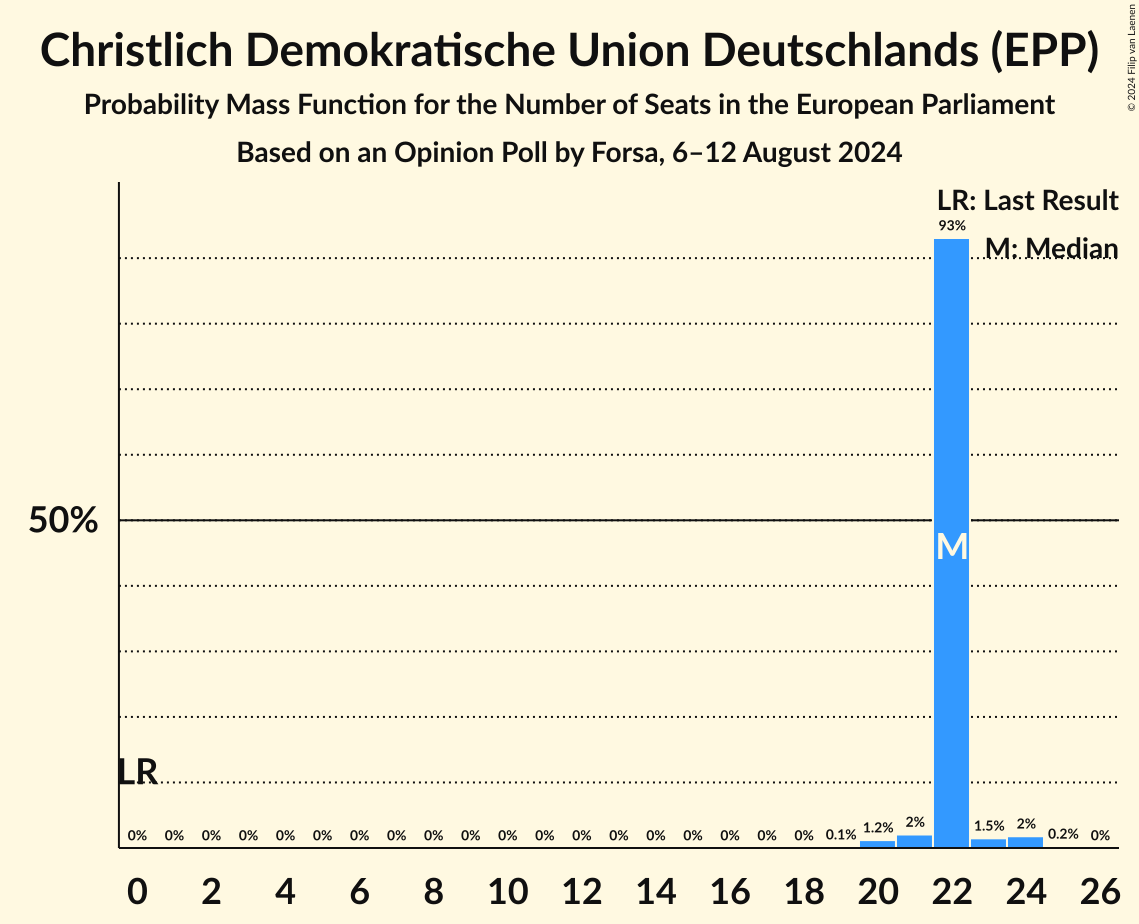 Christlich Demokratische Union Deutschlands (EPP)
Probability Mass Function for the Number of Seats in the European Parliament
Based on an Opinion Poll by Forsa, 6–12 August 2024
© 2024 Filip van Laenen
LR: Last Result
M: Median
93%
50%
M
LR
0% 0% 0% 0% 0% 0% 0% 0% 0% 0% 0% 0% 0% 0% 0% 0% 0% 0% 0% 0.1% 1.2% 2% 1.5% 2% 0.2% 0%
0 2 4 6 8 10 12 14 16 18 20 22 24 26